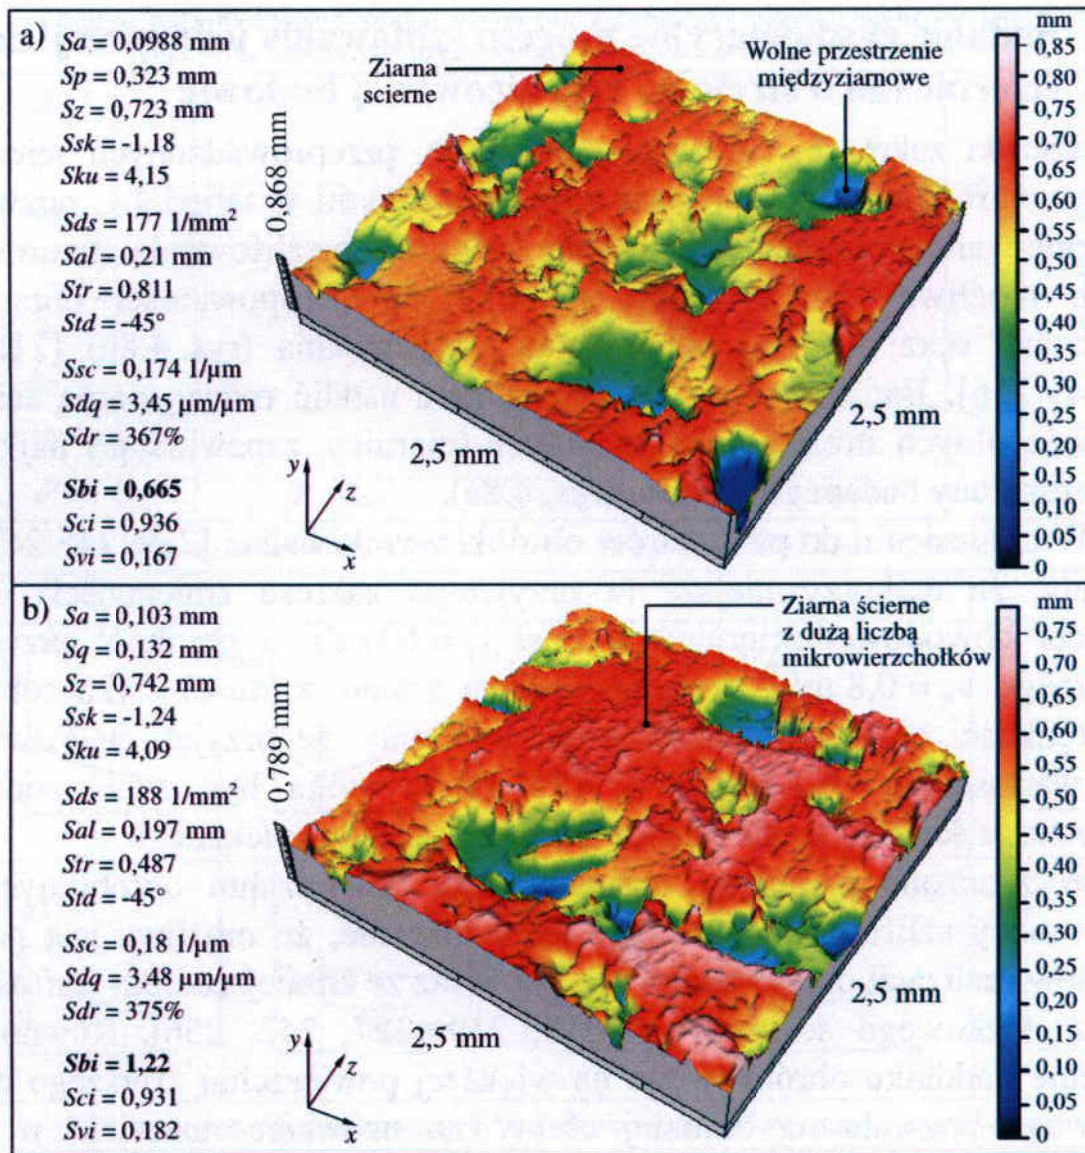 a)
Sa = 0,0988 mm
Sp = 0,323 mm
Sz = 0,723 mm
Ssk = -1,18
Sku = 4,15
Sds = 177 1/mm²
Sal = 0,21 mm
Str = 0,811
Std = -45°
Ssc = 0,174 1/µm
Sdq = 3,45 µm/µm
Sdr = 367%
Sbi = 0,665
Sci = 0,936
Svi = 0,167
Ziarna
ścierne
Wolne przestrzenie
międzyziarnowe
0.868 mm
2,5 mm
2,5 mm
y
z
x
mm
0,85
0,80
0,75
0,70
0,65
0,60
0,55
0,50
0,45
0,40
0,35
0,30
0,25
0,20
0,15
0,10
0,05
0
b)
Sa = 0,103 mm
Sq = 0,132 mm
Sz = 0,742 mm
Ssk = -1,24
Sku = 4,09
Sds = 188 1/mm²
Sal = 0,197 mm
Str = 0,487
Std = -45°
Ssc = 0,18 1/µm
Sdq = 3,48 µm/µm
Sdr = 375%
Sbi = 1,22
Sci = 0,931
Svi = 0,182
Ziarna ścierne
z dużą liczbą
mikrowierzchołków
0.789 mm
2,5 mm
2,5 mm
y
z
x
mm
0,75
0,70
0,65
0,60
0,55
0,50
0,45
0,40
0,35
0,30
0,25
0,20
0,15
0,10
0,05
0